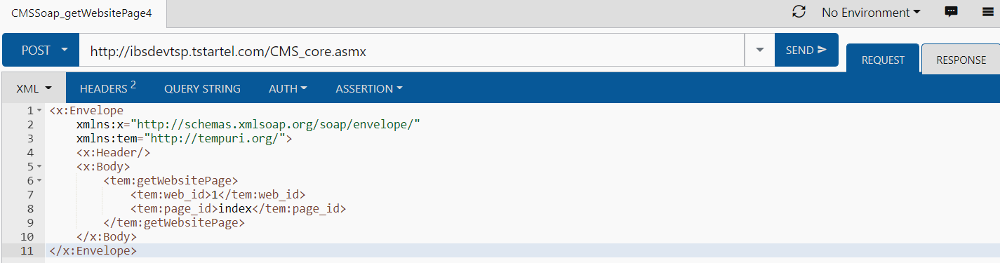 CMSSoap_getWebsitePage4 No Environment
POST http://ibsdevtsp.tstartel.com/CMS_core.asmx SEND REQUEST RESPONSE
XML HEADERS 2 QUERY STRING AUTH ASSERTION
1 <x:Envelope
2 xmlns:x="http://schemas.xmlsoap.org/soap/envelope/"
3 xmlns:tem="http://tempuri.org/">
4 <x:Header/>
5 <x:Body>
6 <tem:getWebsitePage>
7 <tem:web_id>1</tem:web_id>
8 <tem:page_id>index</tem:page_id>
9 </tem:getWebsitePage>
10 </x:Body>
11 </x:Envelope>